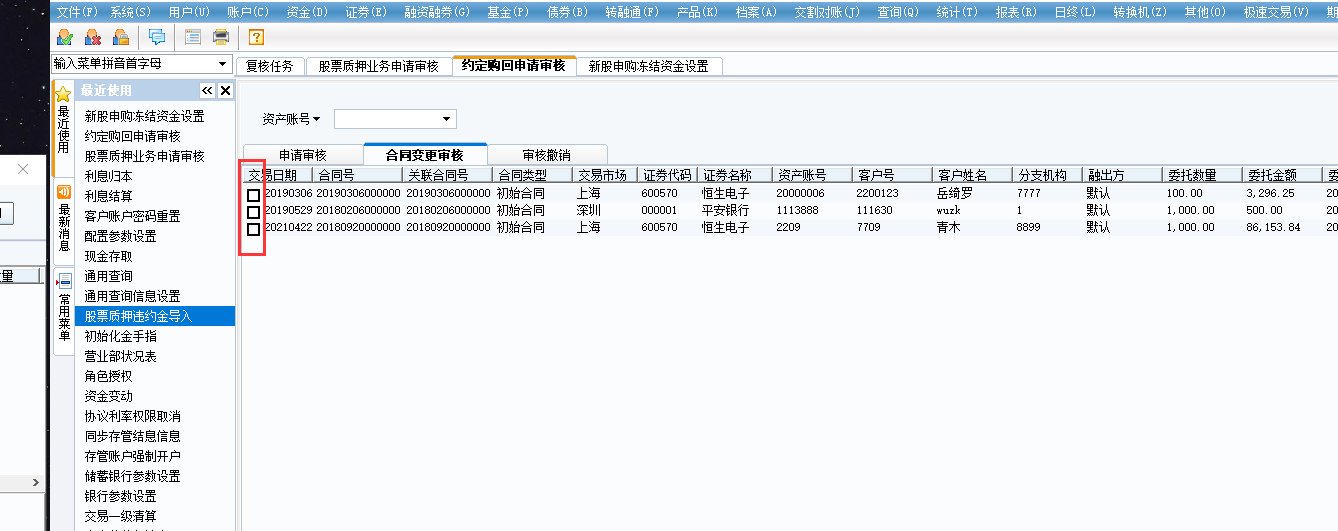 文件(F) 系统(S) 用户(U) 账户(C) 资金(D) 证券(E) 融资融券(G) 基金(P) 债券(B) 转融通(F) 产品(K) 档案(A) 交割对账(J) 查询(Q) 统计(T) 报表(R) 日终(L) 转换机(Z) 其他(O) 极速交易(V) 期
输入菜单拼音首字母 复核任务 股票质押业务申请审核 约定购回申请审核 新股申购冻结资金设置
最近使用
最近使用
最新消息
常用菜单
新股申购冻结资金设置
约定购回申请审核
股票质押业务申请审核
利息归本
利息结算
客户账户密码重置
配置参数设置
现金存取
通用查询
通用查询信息设置
股票质押违约金导入
初始化金手指
营业部状况表
角色授权
资金变动
协议利率权限取消
同步存管结息信息
存管账户强制开户
储蓄银行参数设置
银行参数设置
交易一级清算
资产账号
申请审核 合同变更审核 审核撤销
交易日期 合同号 关联合同号 合同类型 交易市场 证券代码 证券名称 资产账号 客户号 客户姓名 分支机构 融出方 委托数量 委托金额 委
20190306 20190306000000 20190306000000 初始合同 上海 600570 恒生电子 20000006 2200123 岳绮罗 7777 默认 100.00 3,296.25 20
20190529 20180206000000 20180206000000 初始合同 深圳 000001 平安银行 1113888 111630 wuzk 1 默认 1,000.00 500.00 20
20210422 20180920000000 20180920000000 初始合同 上海 600570 恒生电子 2209 7709 青木 8899 默认 1,000.00 86,153.84 20
量